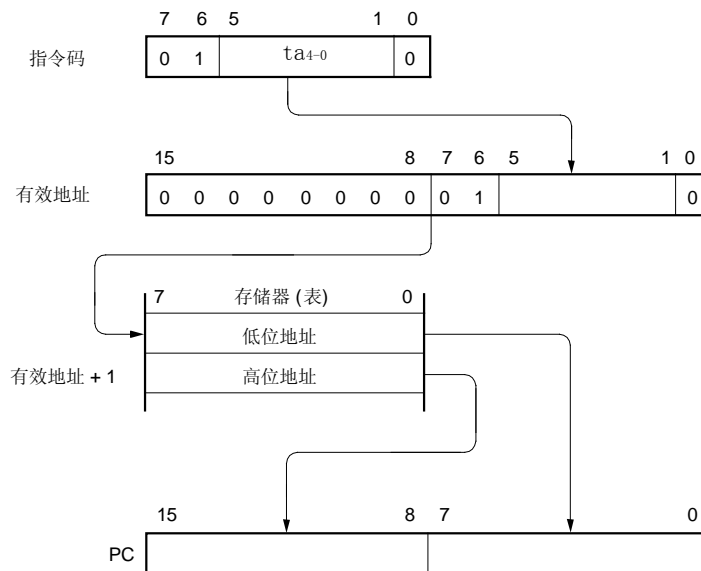 7 6 5 1 0
指令码 0 1 ta4-0 0
15 8 7 6 5 1 0
有效地址 0 0 0 0 0 0 0 0 0 1 0
7 存储器 (表) 0
低位地址
有效地址 + 1 高位地址
15 8 7 0
PC